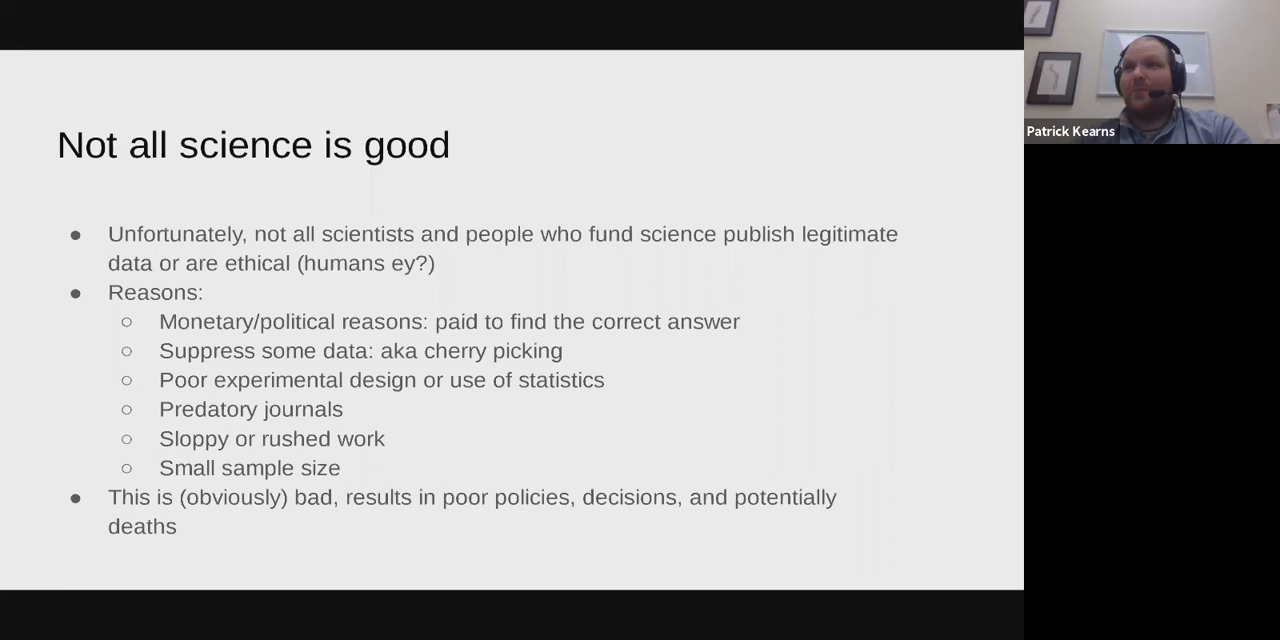 Not all science is good
● Unfortunately, not all scientists and people who fund science publish legitimate
data or are ethical (humans ey?)
● Reasons:
○ Monetary/political reasons: paid to find the correct answer
○ Suppress some data: aka cherry picking
○ Poor experimental design or use of statistics
○ Predatory journals
○ Sloppy or rushed work
○ Small sample size
● This is (obviously) bad, results in poor policies, decisions, and potentially
deaths
Patrick Kearns